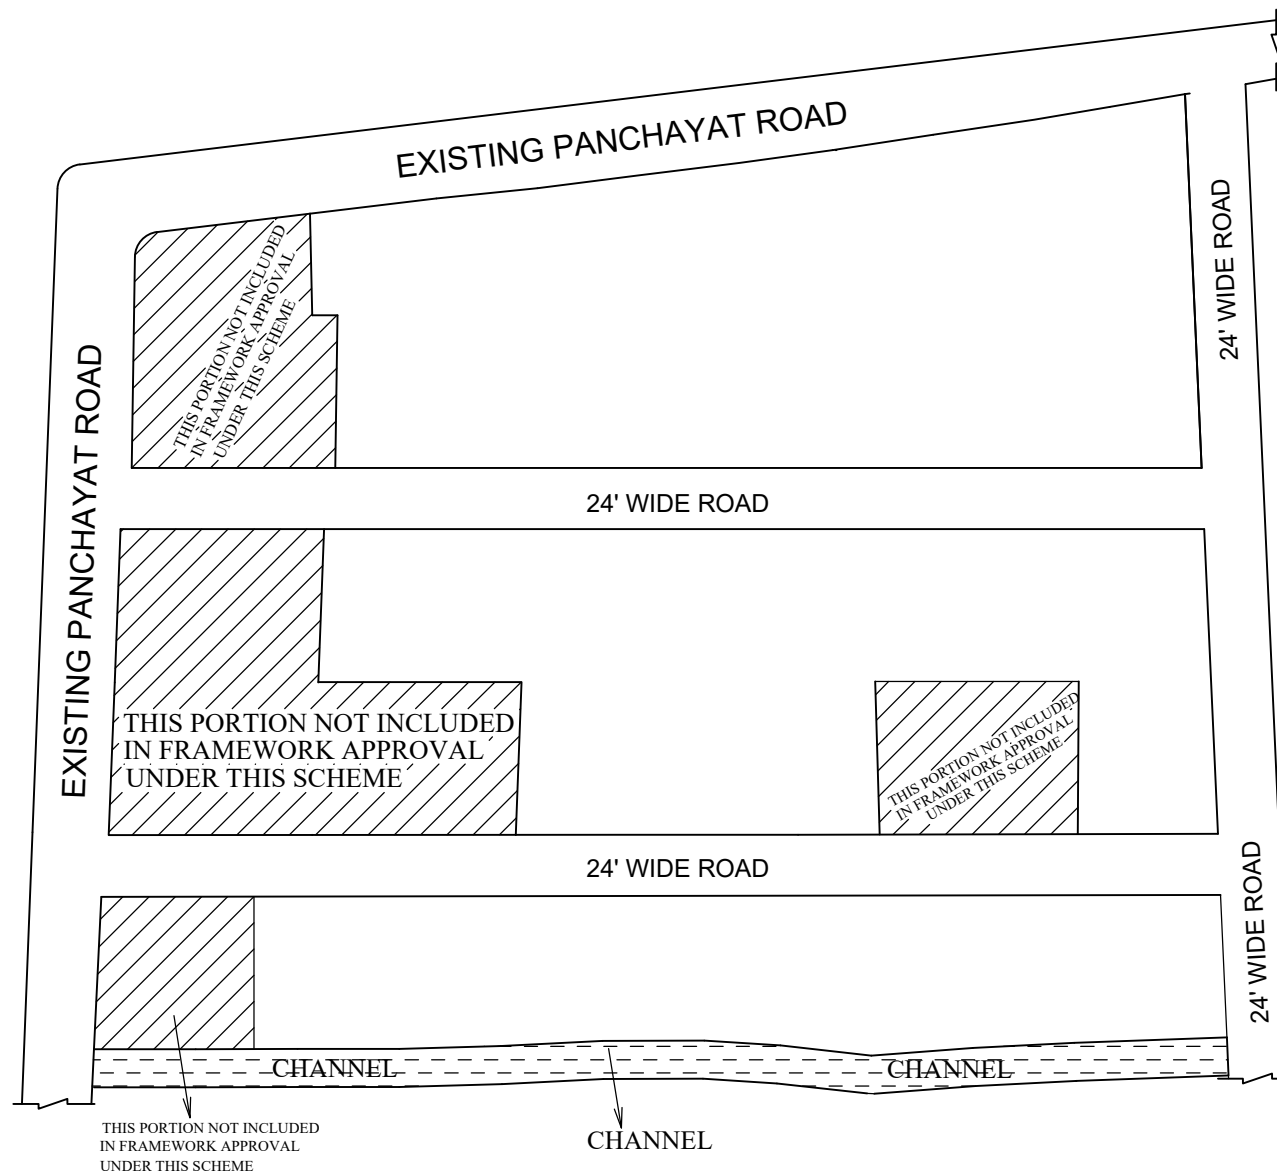 EXISTING PANCHAYAT ROAD
24' WIDE ROAD
THIS PORTION NOT INCLUDED
IN FRAMEWORK APPROVAL
UNDER THIS SCHEME
EXISTING PANCHAYAT ROAD
24' WIDE ROAD
THIS PORTION NOT INCLUDED
IN FRAMEWORK APPROVAL
UNDER THIS SCHEME
THIS PORTION NOT INCLUDED
IN FRAMEWORK APPROVAL
UNDER THIS SCHEME
24' WIDE ROAD
24' WIDE ROAD
CHANNEL
CHANNEL
THIS PORTION NOT INCLUDED
IN FRAMEWORK APPROVAL
UNDER THIS SCHEME
CHANNEL